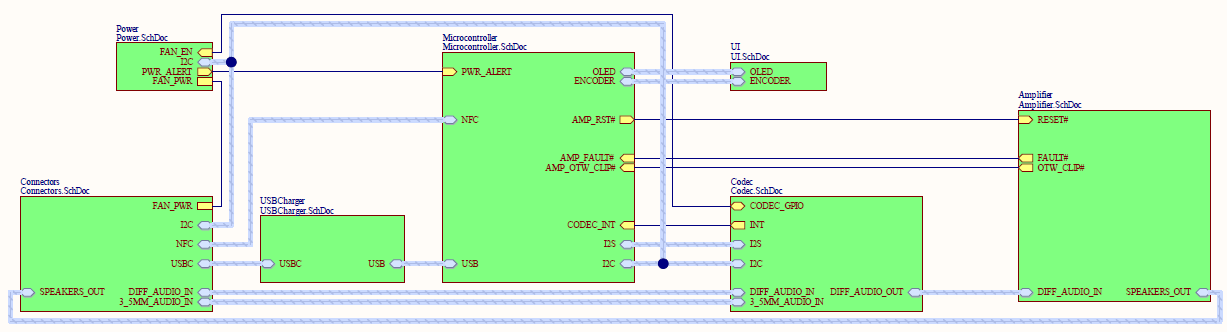 Power
Power.SchDoc
FAN_EN
I2C
PWR_ALERT
FAN_PWR
Microcontroller
Microcontroller.SchDoc
PWR_ALERT
OLED
ENCODER
NFC
AMP_RST#
AMP_FAULT#
AMP_OTW_CLIP#
CODEC_INT
I2S
USB
I2C
UI
UI.SchDoc
OLED
ENCODER
Amplifier
Amplifier.SchDoc
RESET#
FAULT#
OTW_CLIP#
DIFF_AUDIO_IN
SPEAKERS_OUT
Connectors
Connectors.SchDoc
FAN_PWR
I2C
NFC
USBC
SPEAKERS_OUT
DIFF_AUDIO_IN
3_5MM_AUDIO_IN
USBCharger
USBCharger.SchDoc
USBC
USB
Codec
Codec.SchDoc
CODEC_GPIO
INT
I2S
I2C
DIFF_AUDIO_IN
DIFF_AUDIO_OUT
3_5MM_AUDIO_IN